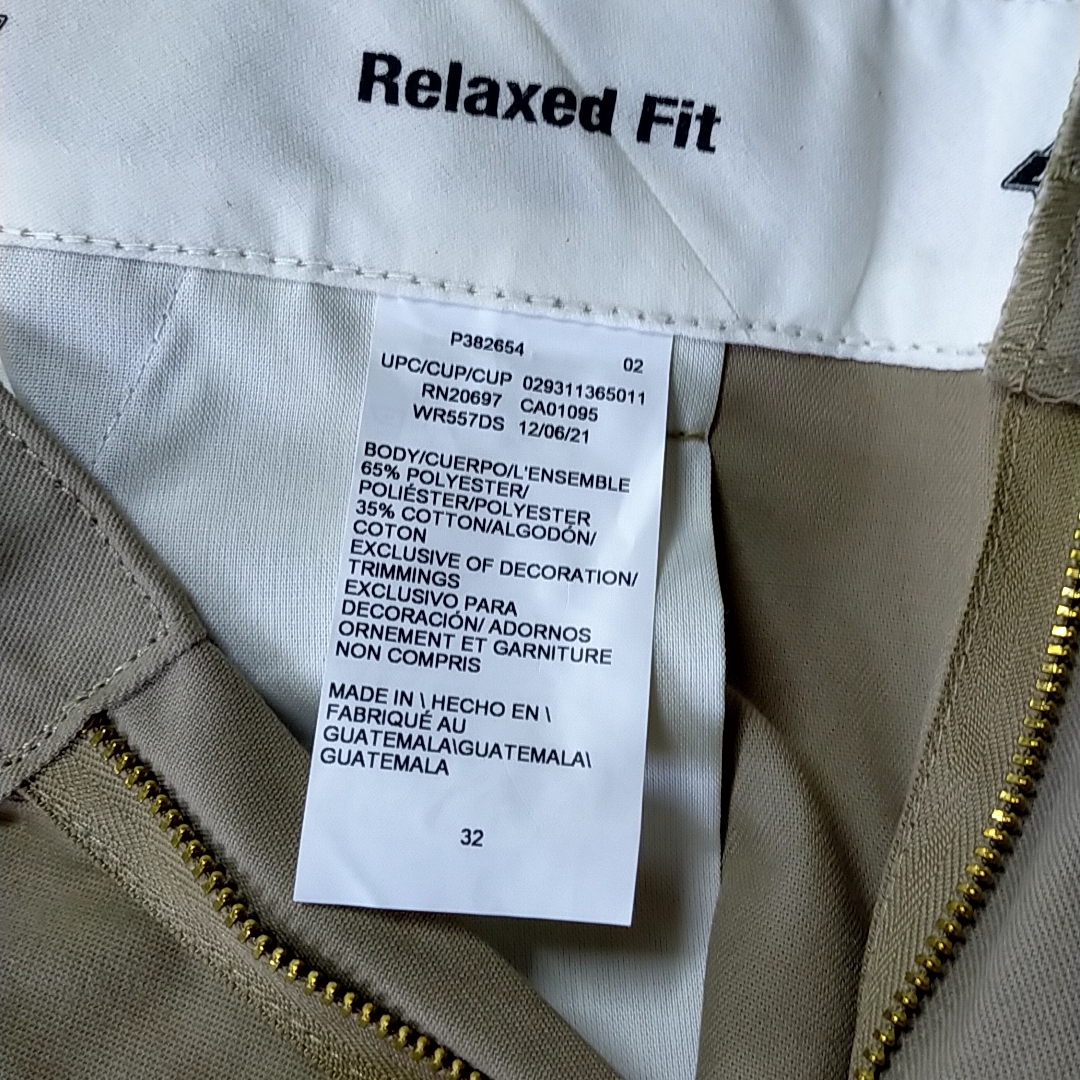 Relaxed Fit
P382654 02
UPC/CUP/CUP 029311365011
RN20697 CA01095
WR557DS 12/06/21
BODY/CUERPO/L'ENSEMBLE
65% POLYESTER/
POLIÉSTER/POLYESTER
35% COTTON/ALGODÓN/
COTON
EXCLUSIVE OF DECORATION/
TRIMMINGS
EXCLUSIVO PARA
DECORACIÓN/ ADORNOS
ORNEMENT ET GARNITURE
NON COMPRIS
MADE IN \ HECHO EN \
FABRIQUÉ AU
GUATEMALA\GUATEMALA\
GUATEMALA
32